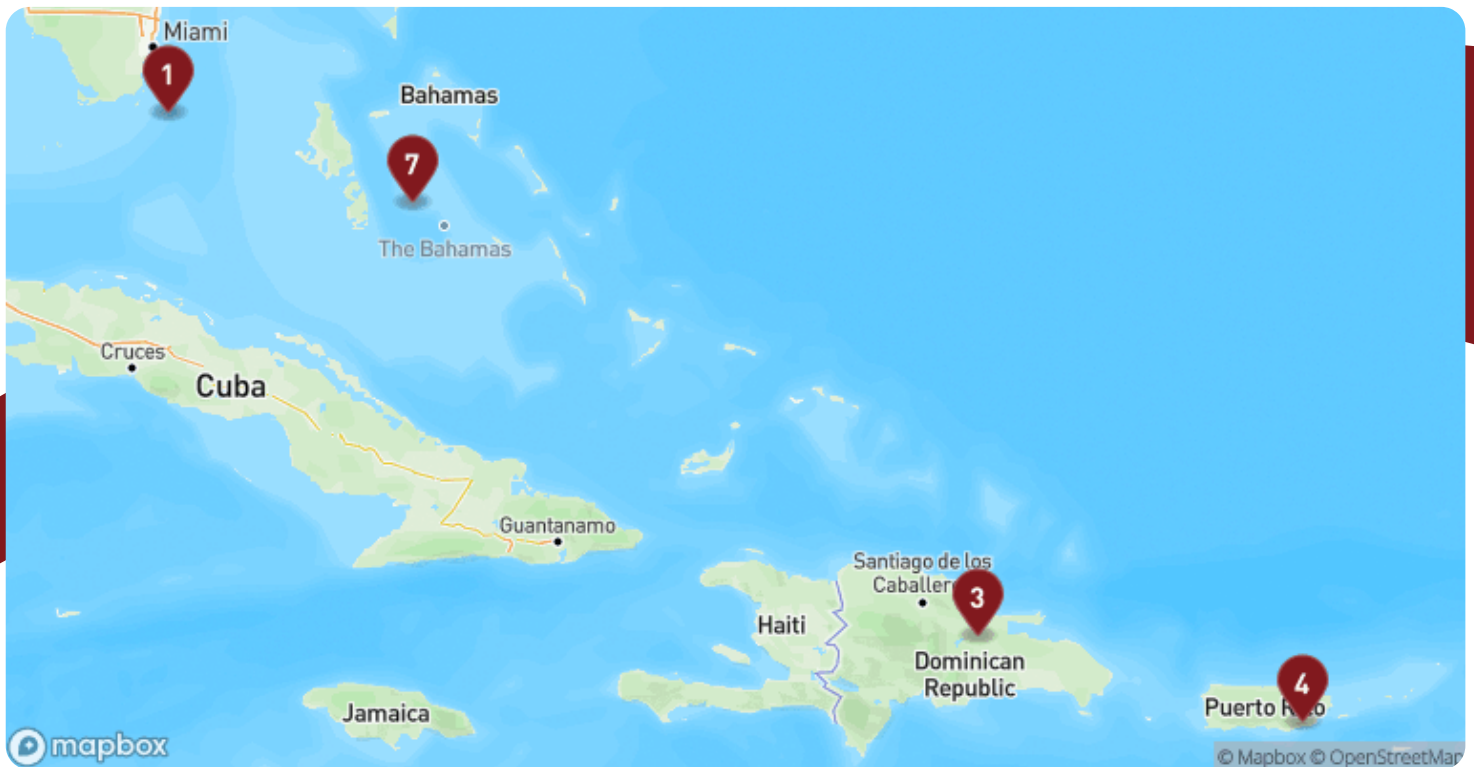 Miami
1
Bahamas
7
The Bahamas
Cruces
Cuba
Guantanamo
Santiago de los
Caballer
3
Haiti
Dominican
Republic
4
Puerto R co
Jamaica
mapbox
© Mapbox © OpenStreetMap